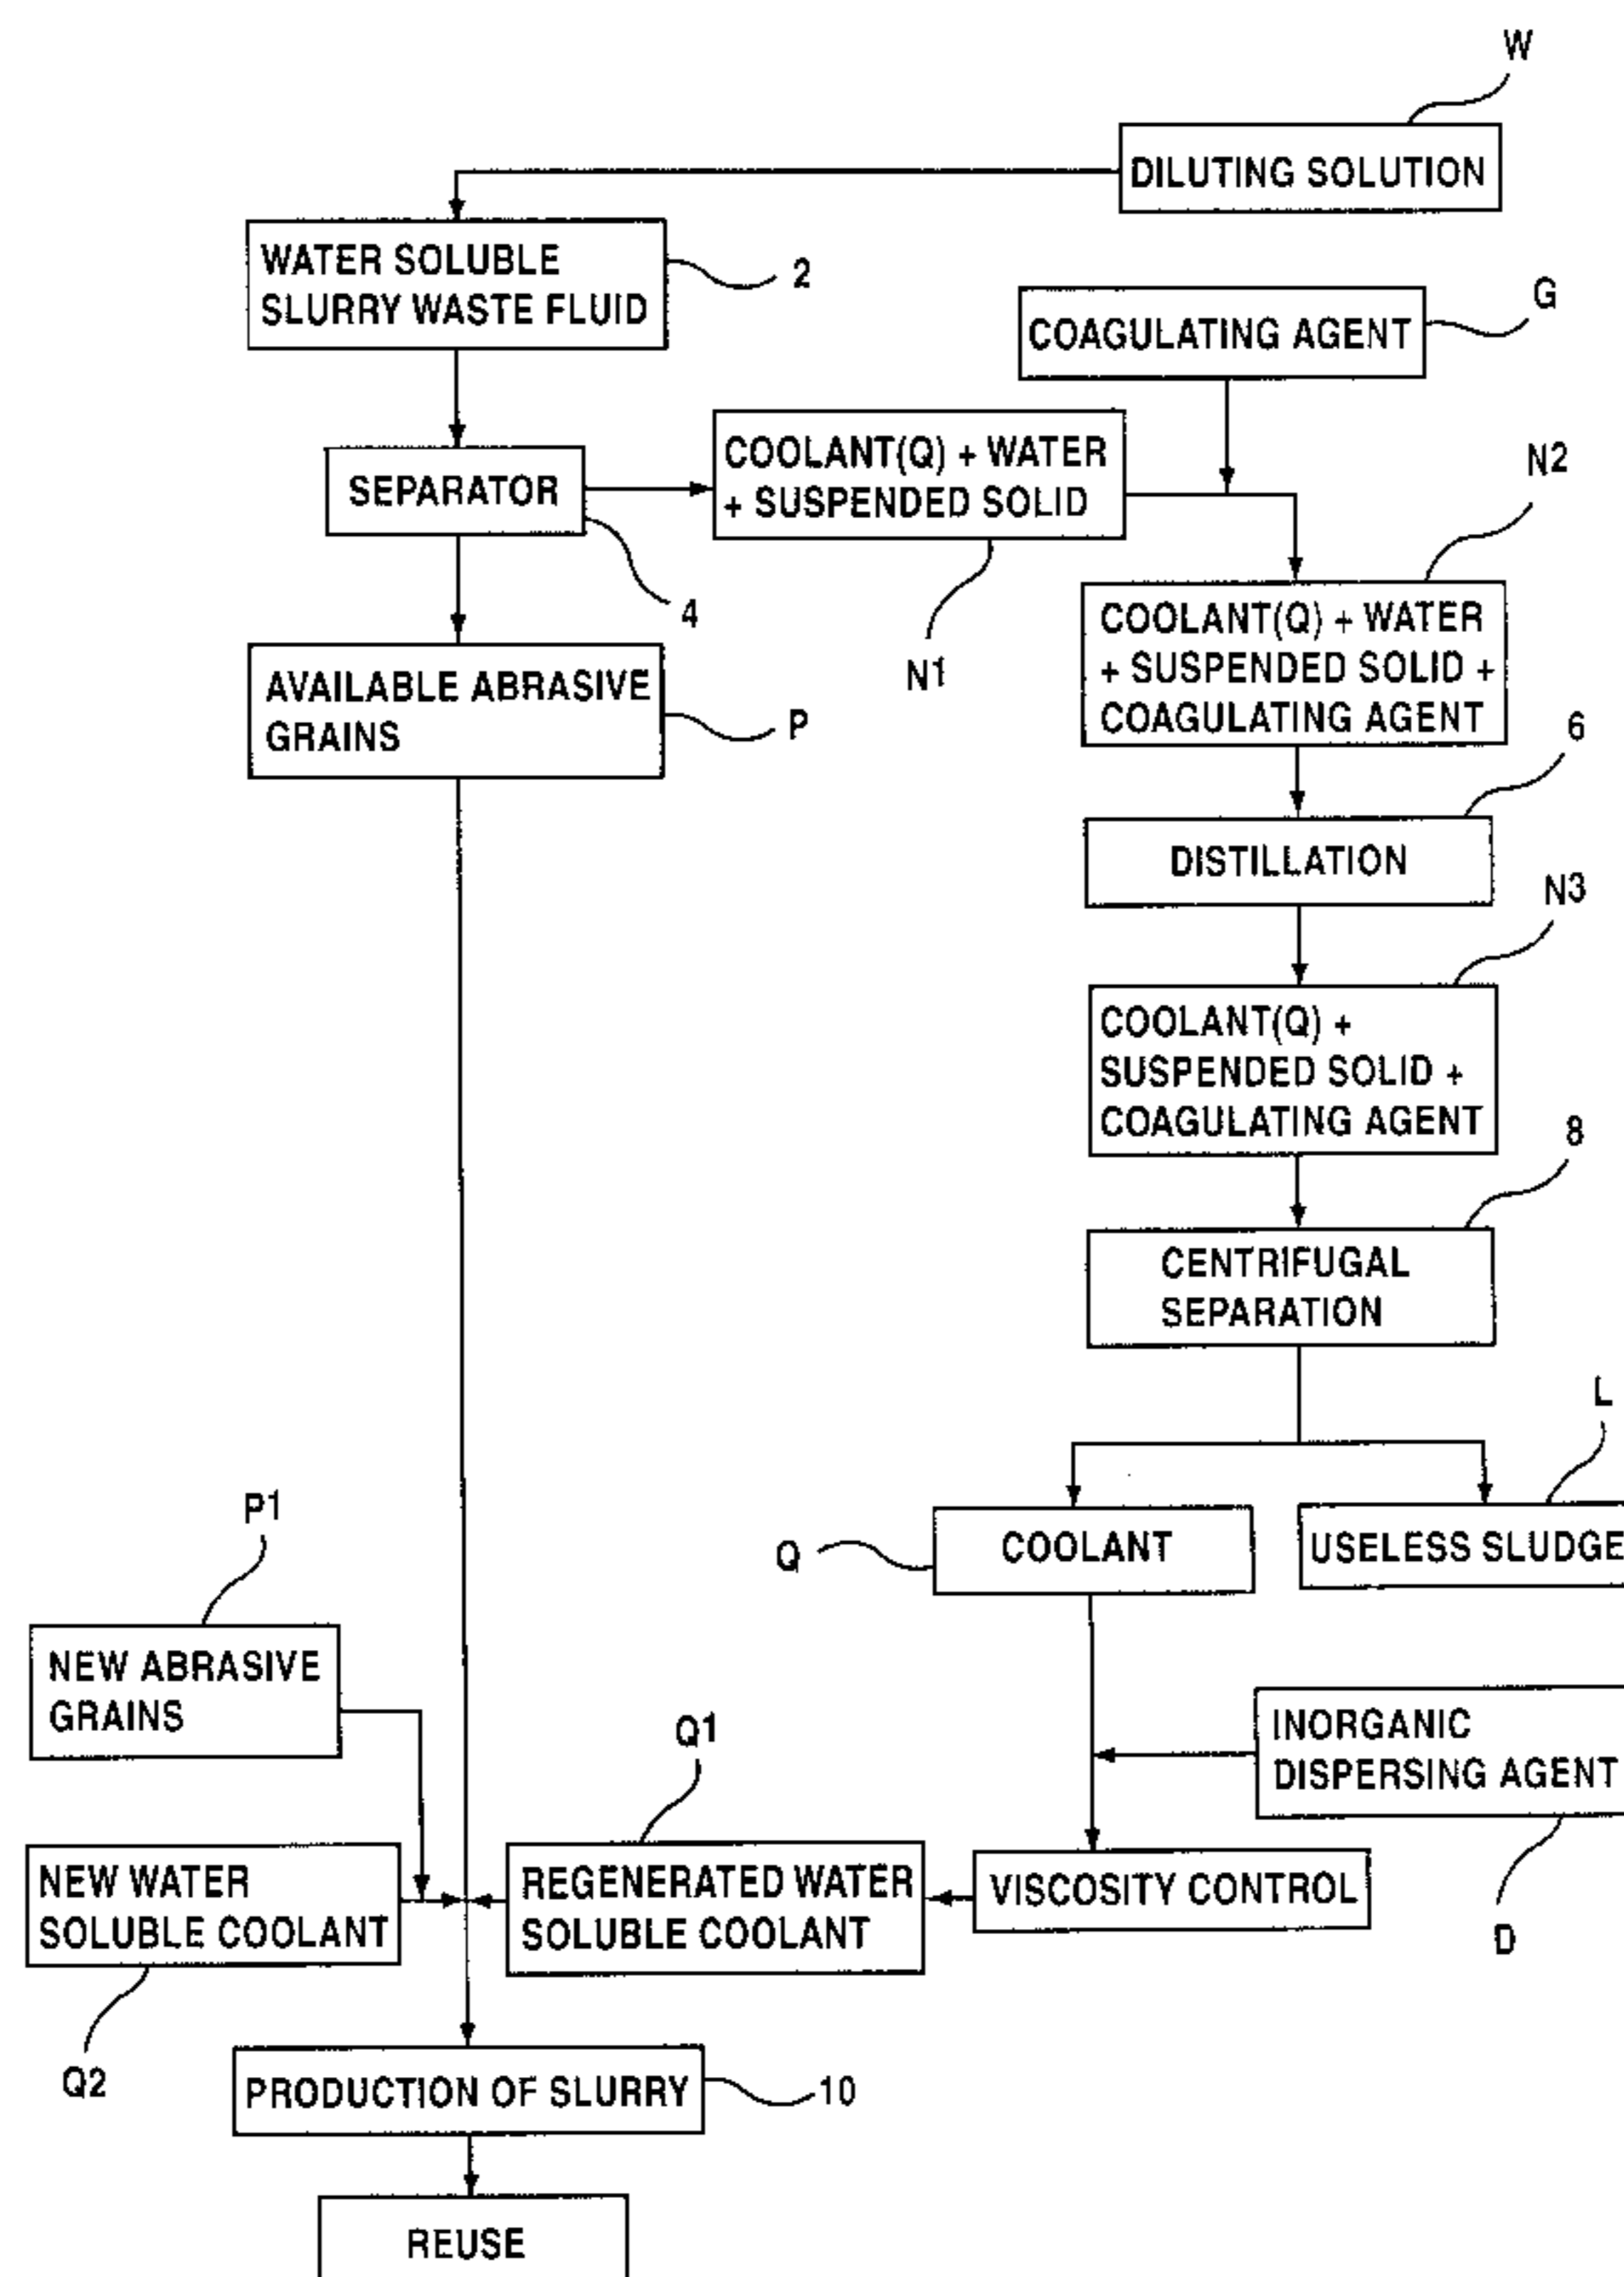 W
DILUTING SOLUTION
WATER SOLUBLE
SLURRY WASTE FLUID
2
COAGULATING AGENT
G
SEPARATOR
4
COOLANT(Q) + WATER
+ SUSPENDED SOLID
N1
N2
COOLANT(Q) + WATER
+ SUSPENDED SOLID +
COAGULATING AGENT
AVAILABLE ABRASIVE
GRAINS
P
6
DISTILLATION
N3
COOLANT(Q) +
SUSPENDED SOLID +
COAGULATING AGENT
8
CENTRIFUGAL
SEPARATION
L
Q
COOLANT
USELESS SLUDGE
P1
NEW ABRASIVE
GRAINS
Q1
INORGANIC
DISPERSING AGENT
D
NEW WATER
SOLUBLE COOLANT
Q2
REGENERATED WATER
SOLUBLE COOLANT
VISCOSITY CONTROL
PRODUCTION OF SLURRY
10
REUSE